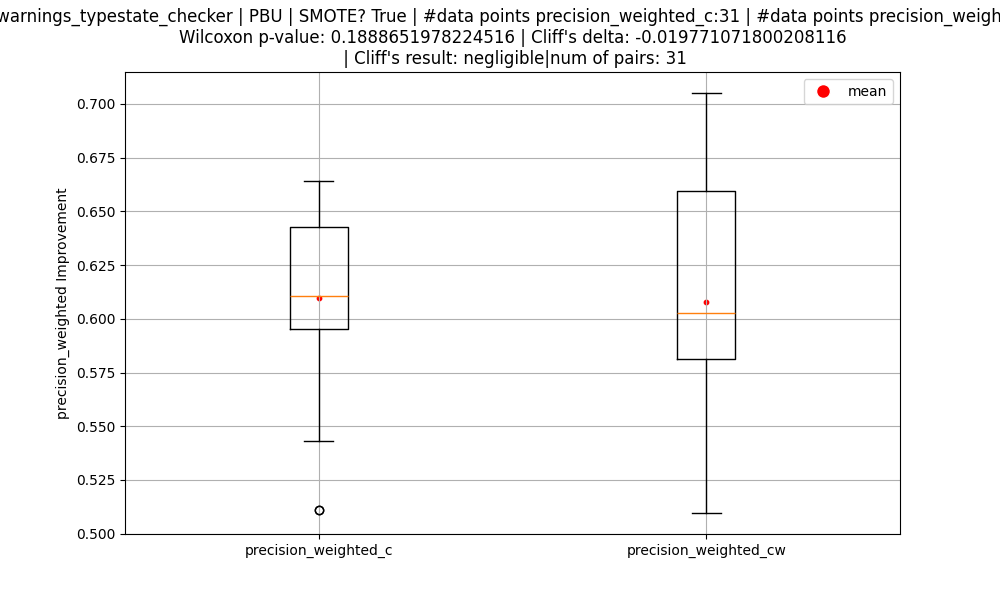 warnings_typestate_checker | PBU | SMOTE? True | #data points precision_weighted_c:31 | #data points
Wilcoxon p-value: 0.1888651978224516 | Cliff's delta: -0.019771071800208116
| Cliff's result: negligible|num of pairs: 31
mean
0.700
0.675
0.650
0.625
0.600
0.575
0.550
0.525
0.500
precision_weighted Improvement
precision_weighted_c
precision_weighted_cw